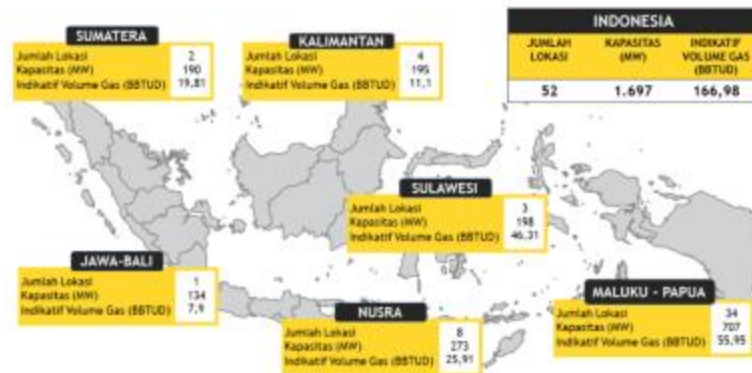 SUMATERA
Jumlah Lokasi 2
Kapasitas (MW) 190
Indikatif Volume Gas (BBTUD) 19,81
KALIMANTAN
Jumlah Lokasi 4
Kapasitas (MW) 195
Indikatif Volume Gas (BBTUD) 11,1
INDONESIA
JUMLAH LOKASI KAPASITAS (MW) INDIKATIF VOLUME GAS (BBTUD)
52 1.697 166,98
SULAWESI
Jumlah Lokasi 3
Kapasitas (MW) 198
Indikatif Volume Gas (BBTUD) 46,31
JAWA-BALI
Jumlah Lokasi 1
Kapasitas (MW) 134
Indikatif Volume Gas (BBTUD) 7,9
NUSRA
Jumlah Lokasi 8
Kapasitas (MW) 273
Indikatif Volume Gas (BBTUD) 25,91
MALUKU - PAPUA
Jumlah Lokasi 34
Kapasitas (MW) 707
Indikatif Volume Gas (BBTUD) 55,95